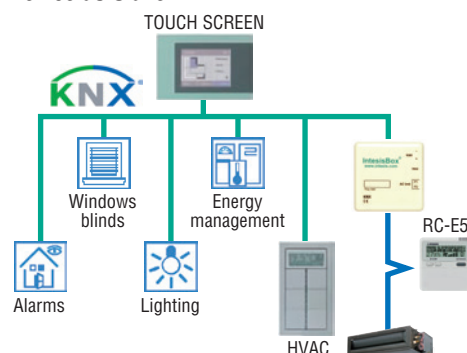 TOUCH SCREEN
KNX
Windows
blinds
Energy
management
IntesisBox
RC-E5
Alarms
Lighting
HVAC